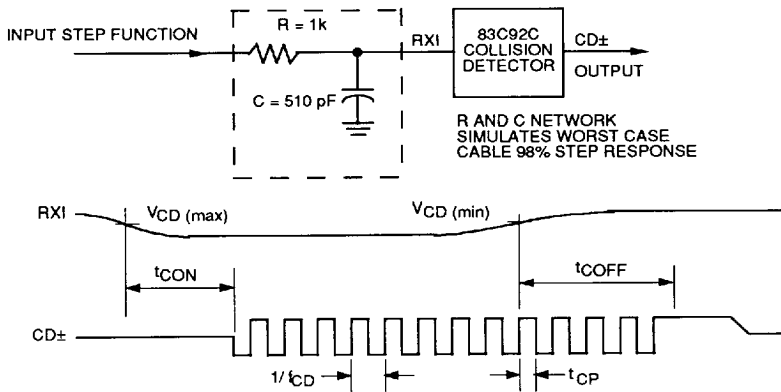 R = 1k
INPUT STEP FUNCTION
RXI
83C92C
COLLISION
DETECTOR
CD±
OUTPUT
C = 510 pF
R AND C NETWORK
SIMULATES WORST CASE
CABLE 98% STEP RESPONSE
RXI
VCD (max)
VCD (min)
tCON
tCOFF
CD±
1/ fCD
tCP